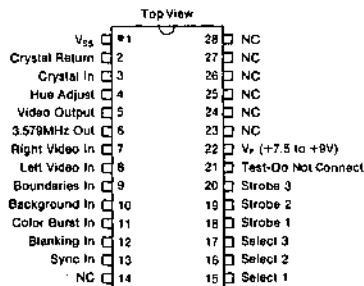 Top View
Vss 1 28 NC
Crystal Return 2 27 NC
Crystal In 3 26 NC
Hue Adjust 4 25 NC
Video Output 5 24 NC
3.579MHz Out 6 23 NC
Right Video In 7 22 VF (+7.5 to +9V)
Left Video In 8 21 Test-Do Not Connect
Boundaries In 9 20 Strobe 3
Background In 10 19 Strobe 2
Color Burst In 11 18 Strobe 1
Blanking In 12 17 Select 3
Sync In 13 16 Select 2
NC 14 15 Select 1